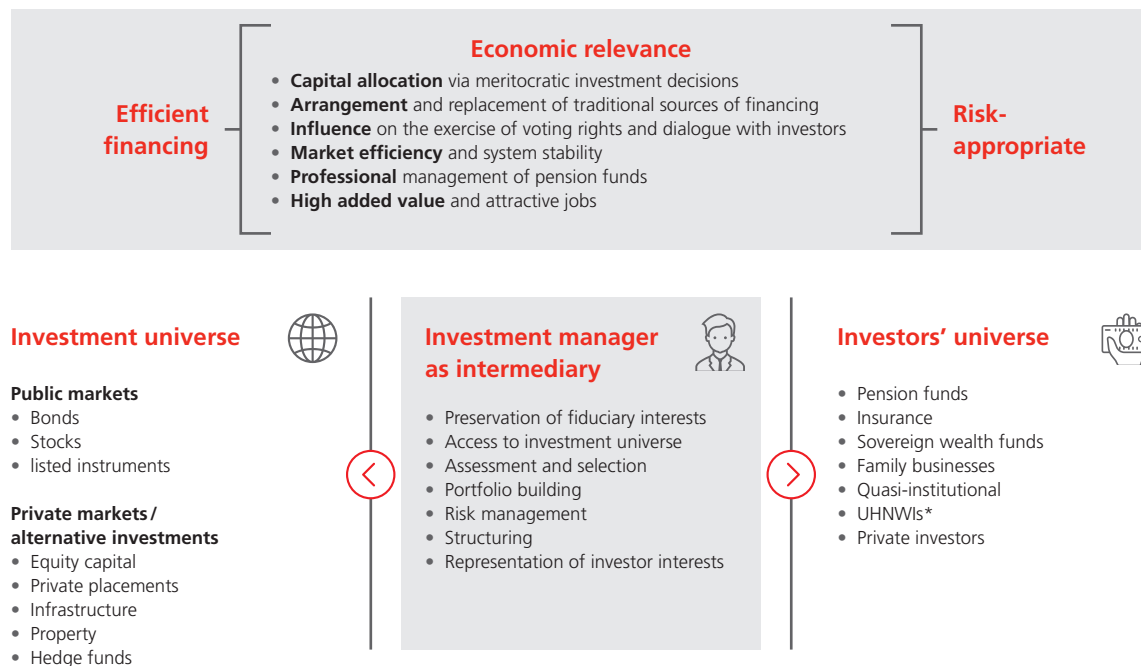 Economic relevance
• Capital allocation via meritocratic investment decisions
• Arrangement and replacement of traditional sources of financing
• Influence on the exercise of voting rights and dialogue with investors
• Market efficiency and system stability
• Professional management of pension funds
• High added value and attractive jobs
Efficient
financing
Risk-
appropriate
Investment universe
Public markets
• Bonds
• Stocks
• listed instruments
Private markets/
alternative investments
• Equity capital
• Private placements
• Infrastructure
• Property
• Hedge funds
Investment manager
as intermediary
• Preservation of fiduciary interests
• Access to investment universe
• Assessment and selection
• Portfolio building
• Risk management
• Structuring
• Representation of investor interests
Investors' universe
• Pension funds
• Insurance
• Sovereign wealth funds
• Family businesses
• Quasi-institutional
• UHNWIs*
• Private investors